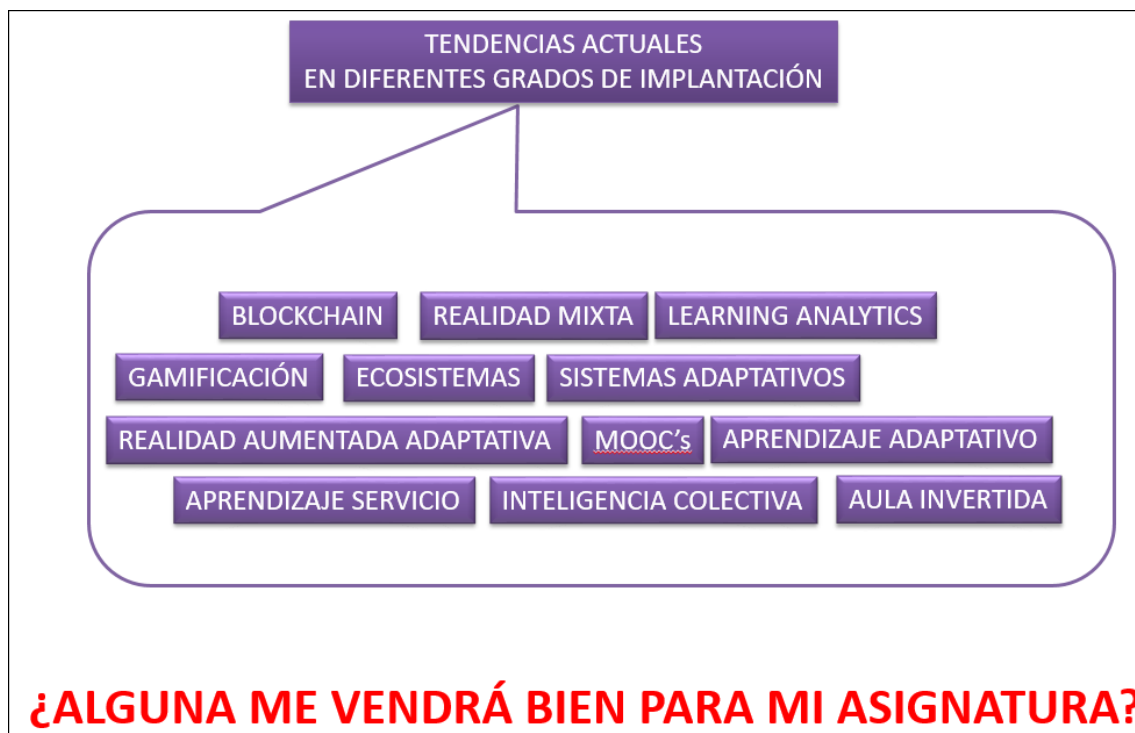 TENDENCIAS ACTUALES
EN DIFERENTES GRADOS DE IMPLANTACIÓN
BLOCKCHAIN
REALIDAD MIXTA
LEARNING ANALYTICS
GAMIFICACIÓN
ECOSISTEMAS
SISTEMAS ADAPTATIVOS
REALIDAD AUMENTADA ADAPTATIVA
MOOC’s
APRENDIZAJE ADAPTATIVO
APRENDIZAJE SERVICIO
INTELIGENCIA COLECTIVA
AULA INVERTIDA
¿ALGUNA ME VENDRÁ BIEN PARA MI ASIGNATURA?